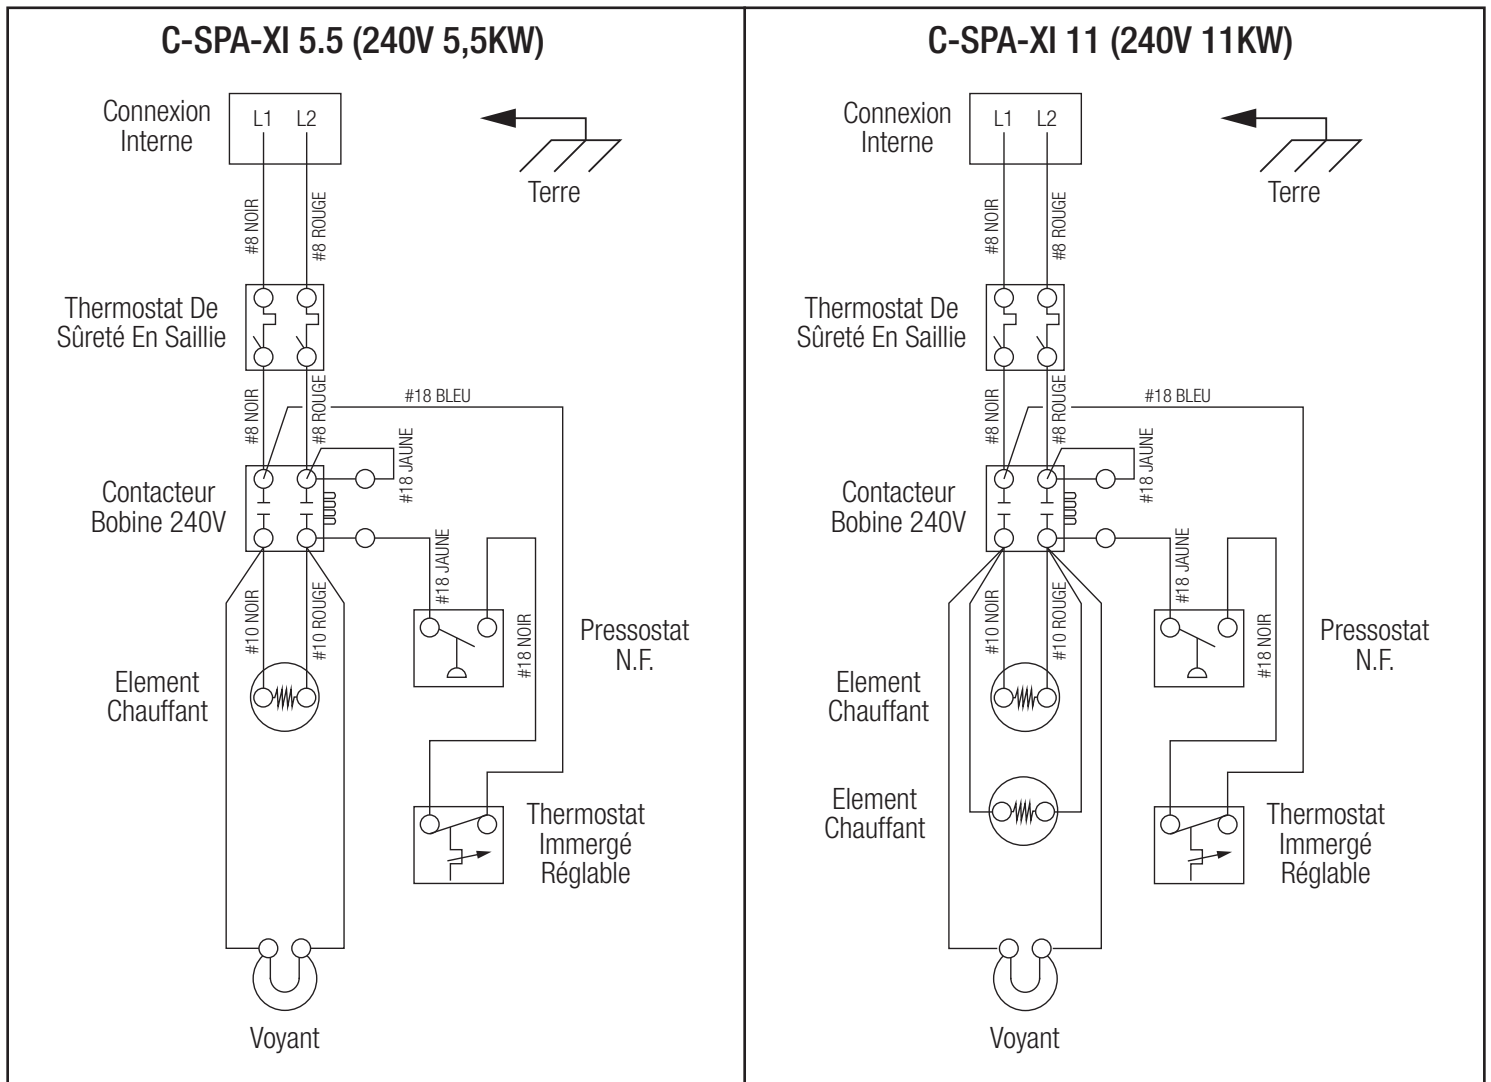 C-SPA-XI 5.5 (240V 5,5KW)
Connexion
Interne
L1 L2
Terre
#8 NOIR
#8 ROUGE
Thermostat De
Sûreté En Saillie
#8 NOIR
#8 ROUGE
#18 BLEU
#18 JAUNE
Contacteur
Bobine 240V
#18 JAUNE
#10 NOIR
#10 ROUGE
#18 NOIR
Pressostat
N.F.
Element
Chauffant
Thermostat
Immergé
Réglable
Voyant
C-SPA-XI 11 (240V 11KW)
Connexion
Interne
L1 L2
Terre
#8 NOIR
#8 ROUGE
Thermostat De
Sûreté En Saillie
#8 NOIR
#8 ROUGE
#18 BLEU
#18 JAUNE
Contacteur
Bobine 240V
#18 JAUNE
#10 NOIR
#10 ROUGE
#18 NOIR
Pressostat
N.F.
Element
Chauffant
Element
Chauffant
Thermostat
Immergé
Réglable
Voyant